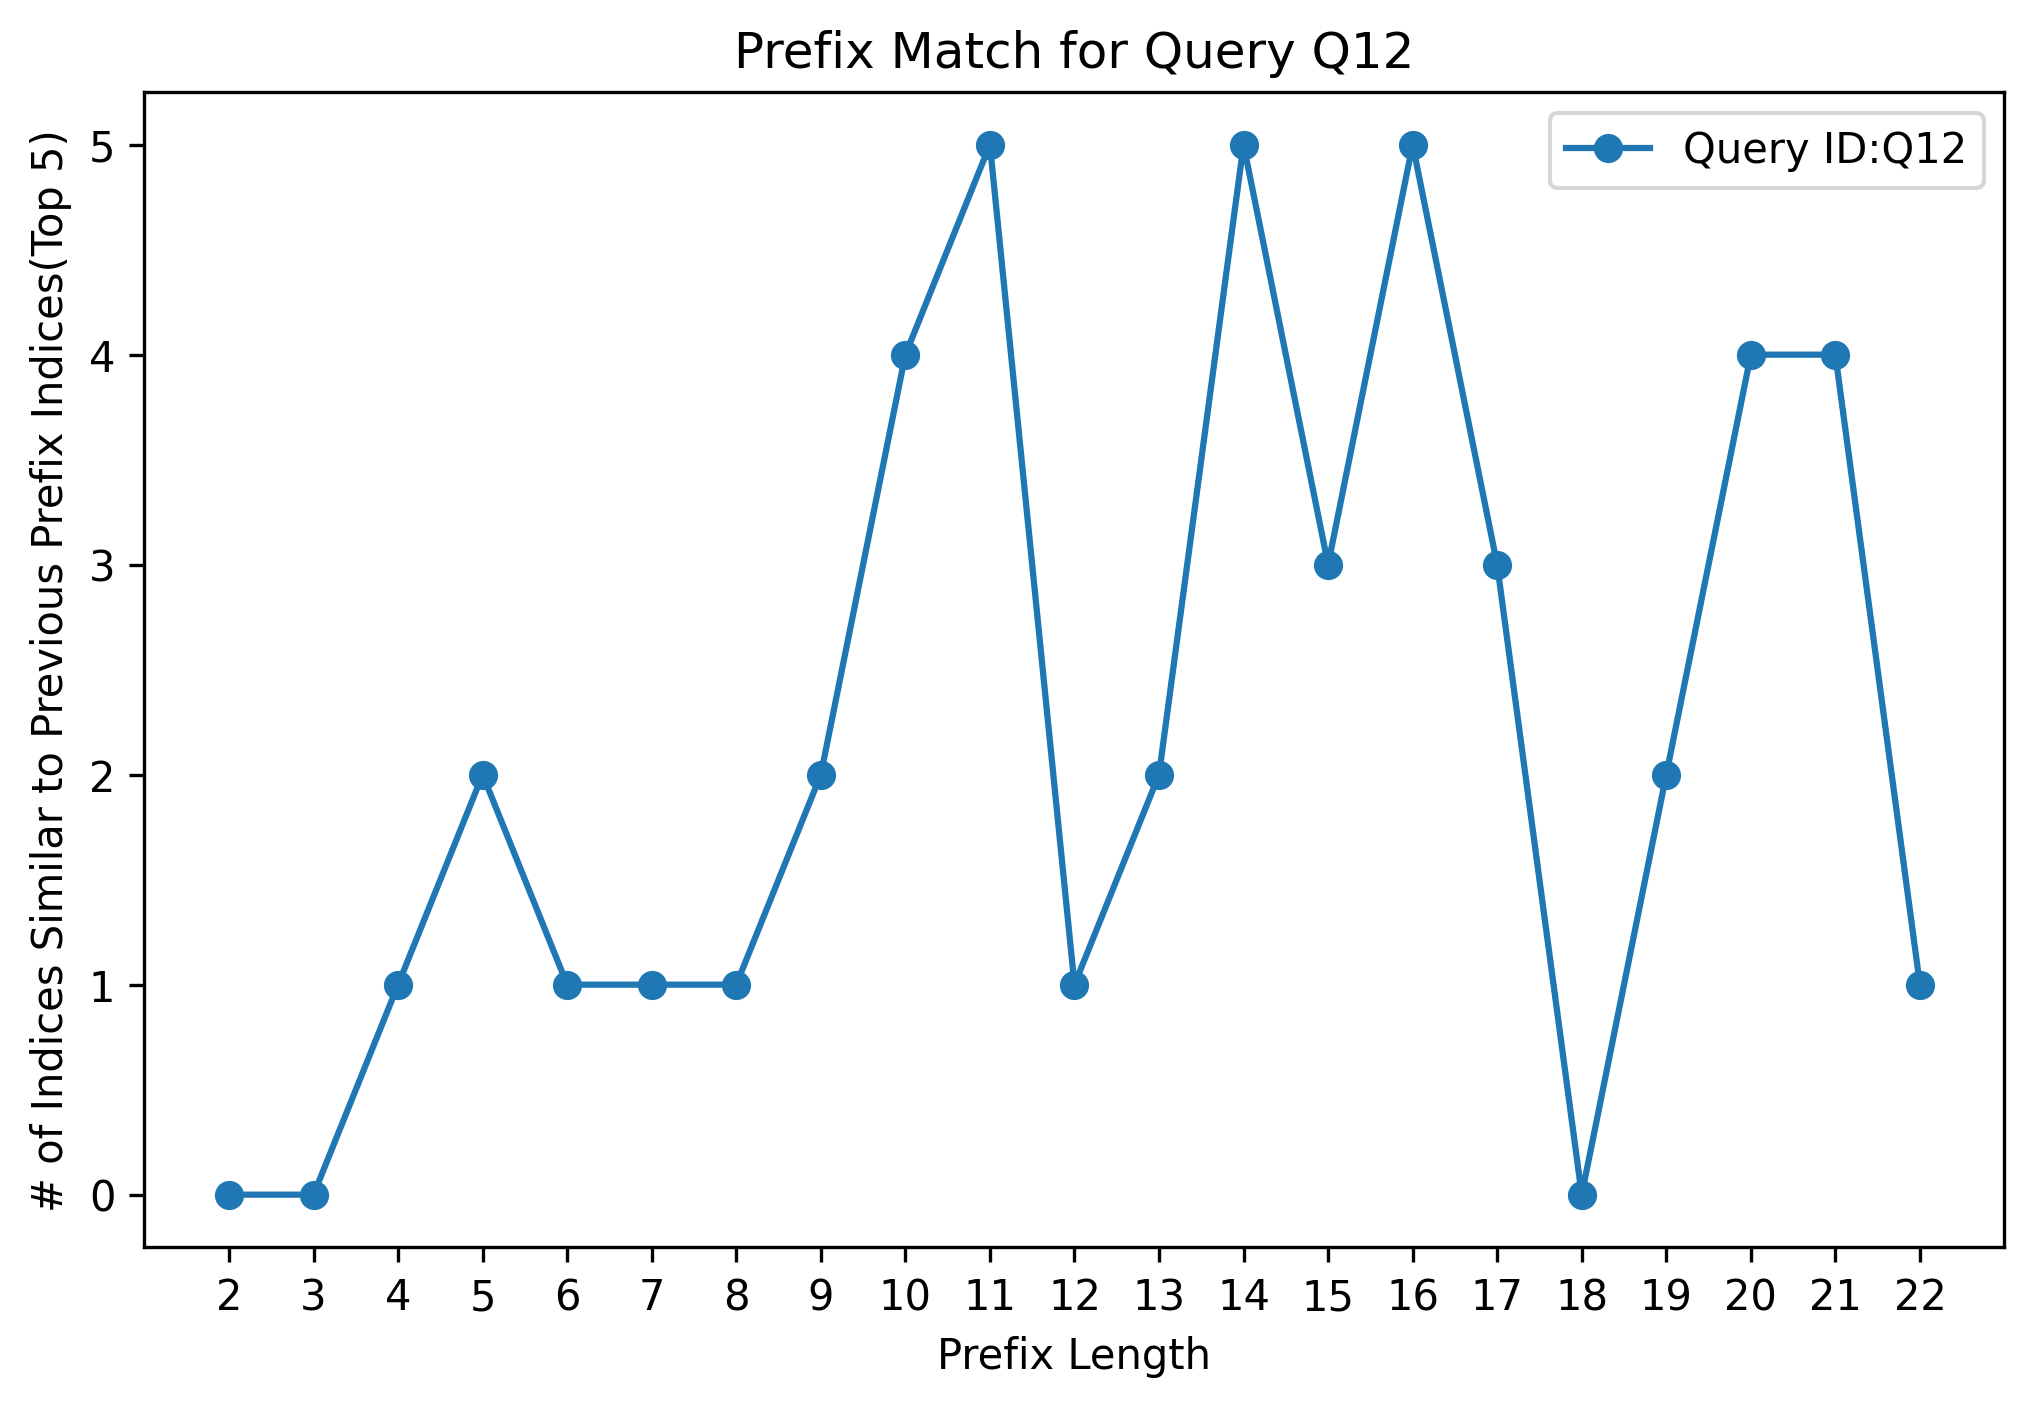 Prefix Match for Query Q12
Query ID:Q12
# of Indices Similar to Previous Prefix Indices(Top 5)
5
4
3
2
1
0
2 3 4 5 6 7 8 9 10 11 12 13 14 15 16 17 18 19 20 21 22
Prefix Length